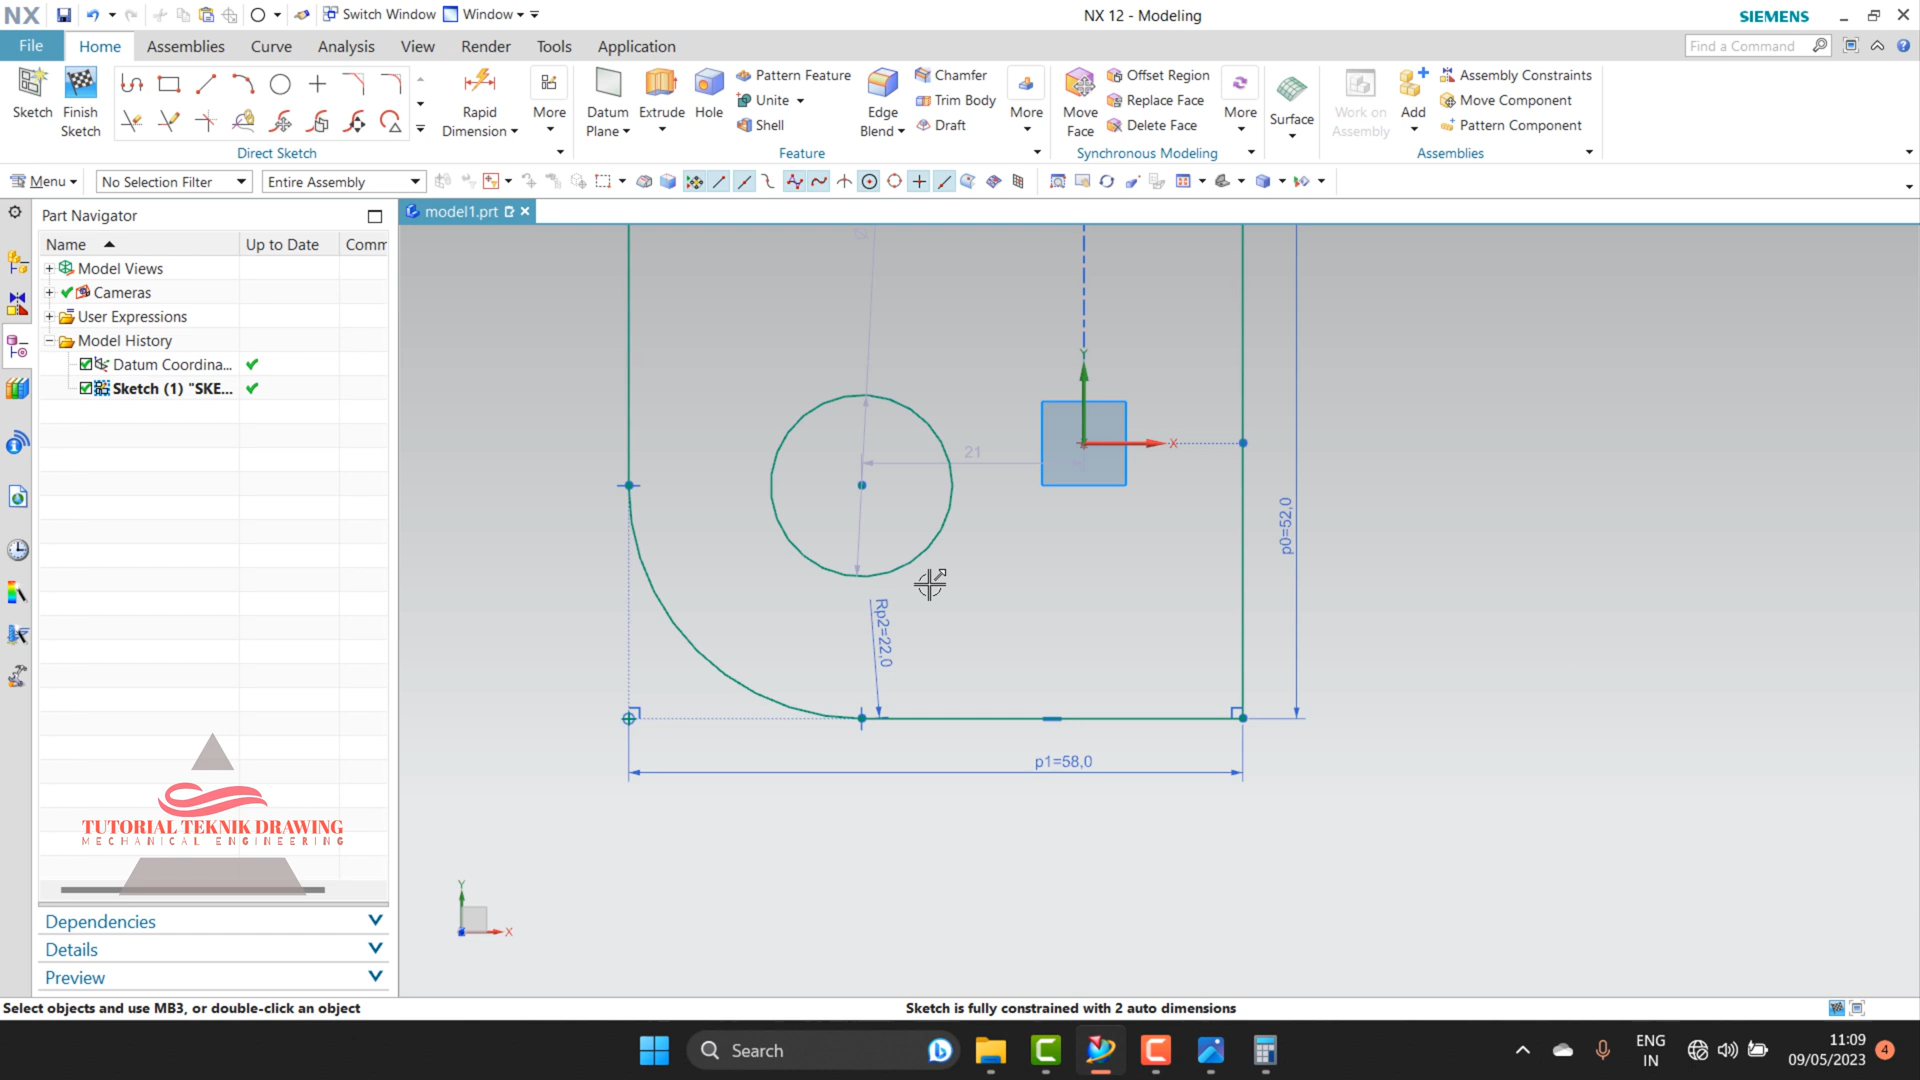 NX
Switch Window
Window
NX 12 - Modeling
SIEMENS
File
Home
Assemblies
Curve
Analysis
View
Render
Tools
Application
Find a Command
Sketch
Finish
Sketch
Direct Sketch
Rapid
Dimension
More
Datum
Plane
Extrude
Hole
Pattern Feature
Unite
Shell
Edge
Blend
Chamfer
Trim Body
Draft
More
Feature
Move
Face
Offset Region
Replace Face
Delete Face
More
Synchronous Modeling
Surface
Work on
Assembly
Add
Assembly Constraints
Move Component
Pattern Component
Assemblies
Menu
No Selection Filter
Entire Assembly
Part Navigator
model1.prt
Name
Up to Date
Comm
Model Views
Cameras
User Expressions
Model History
Datum Coordina...
Sketch (1) "SKE...
Y
X
21
p0=52,0
Rp2=22,0
p1=58,0
TUTORIAL TEKNIK DRAWING
MECHANICAL ENGINEERING
Y
X
Dependencies
Details
Preview
Select objects and use MB3, or double-click an object
Sketch is fully constrained with 2 auto dimensions
Search
ENG
IN
11:09
09/05/2023
4